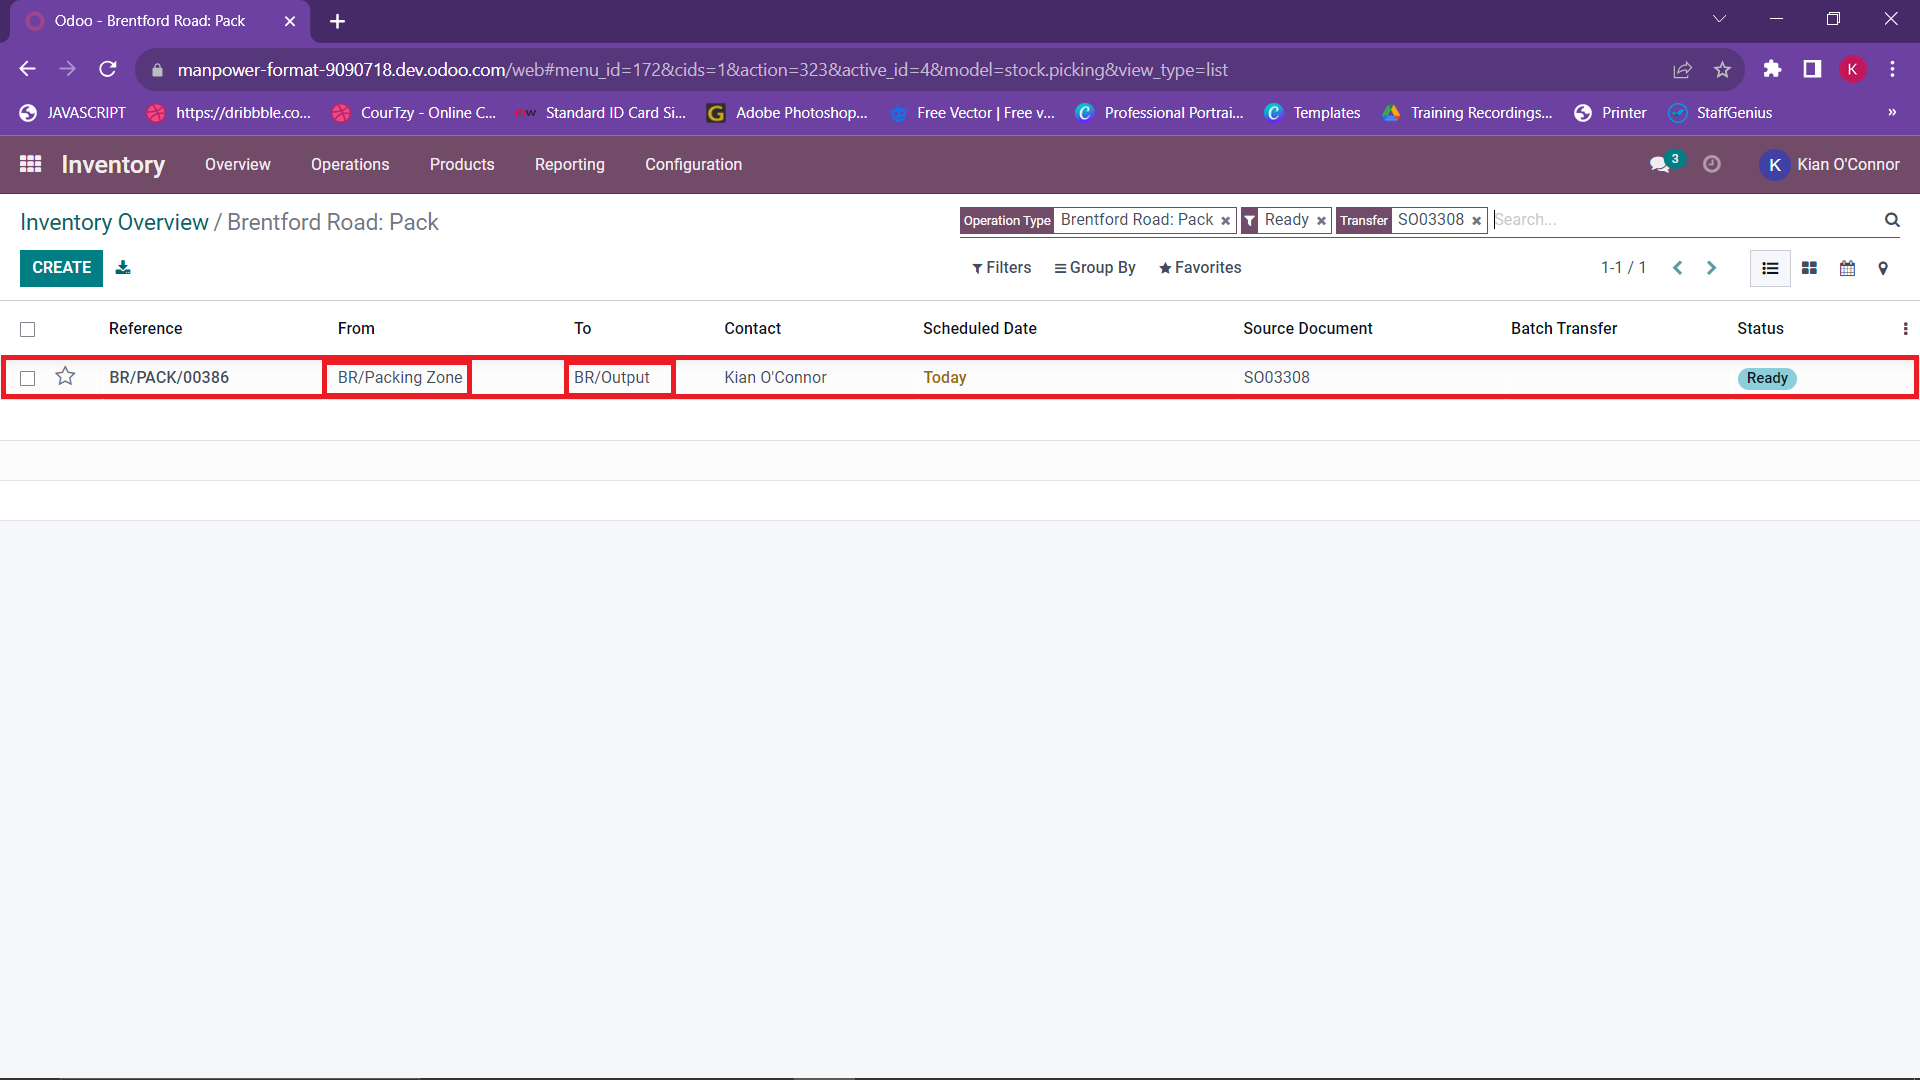 Odoo - Brentford Road: Pack
manpower-format-9090718.dev.odoo.com/web#menu_id=172&cids=1&action=323&active_id=4&model=stock.picking&view_type=list
K
JAVASCRIPT https://dribbble.co... CourTzy - Online C... Standard ID Card Si... Adobe Photoshop... Free Vector | Free v... Professional Portrai... Templates Training Recordings... Printer StaffGenius »
Inventory Overview Operations Products Reporting Configuration 3 K Kian O'Connor
Inventory Overview / Brentford Road: Pack
Operation Type Brentford Road: Pack Ready Transfer SO03308 Search...
CREATE Filters Group By Favorites 1-1 / 1
Reference From To Contact Scheduled Date Source Document Batch Transfer Status
BR/PACK/00386 BR/Packing Zone BR/Output Kian O'Connor Today SO03308 Ready